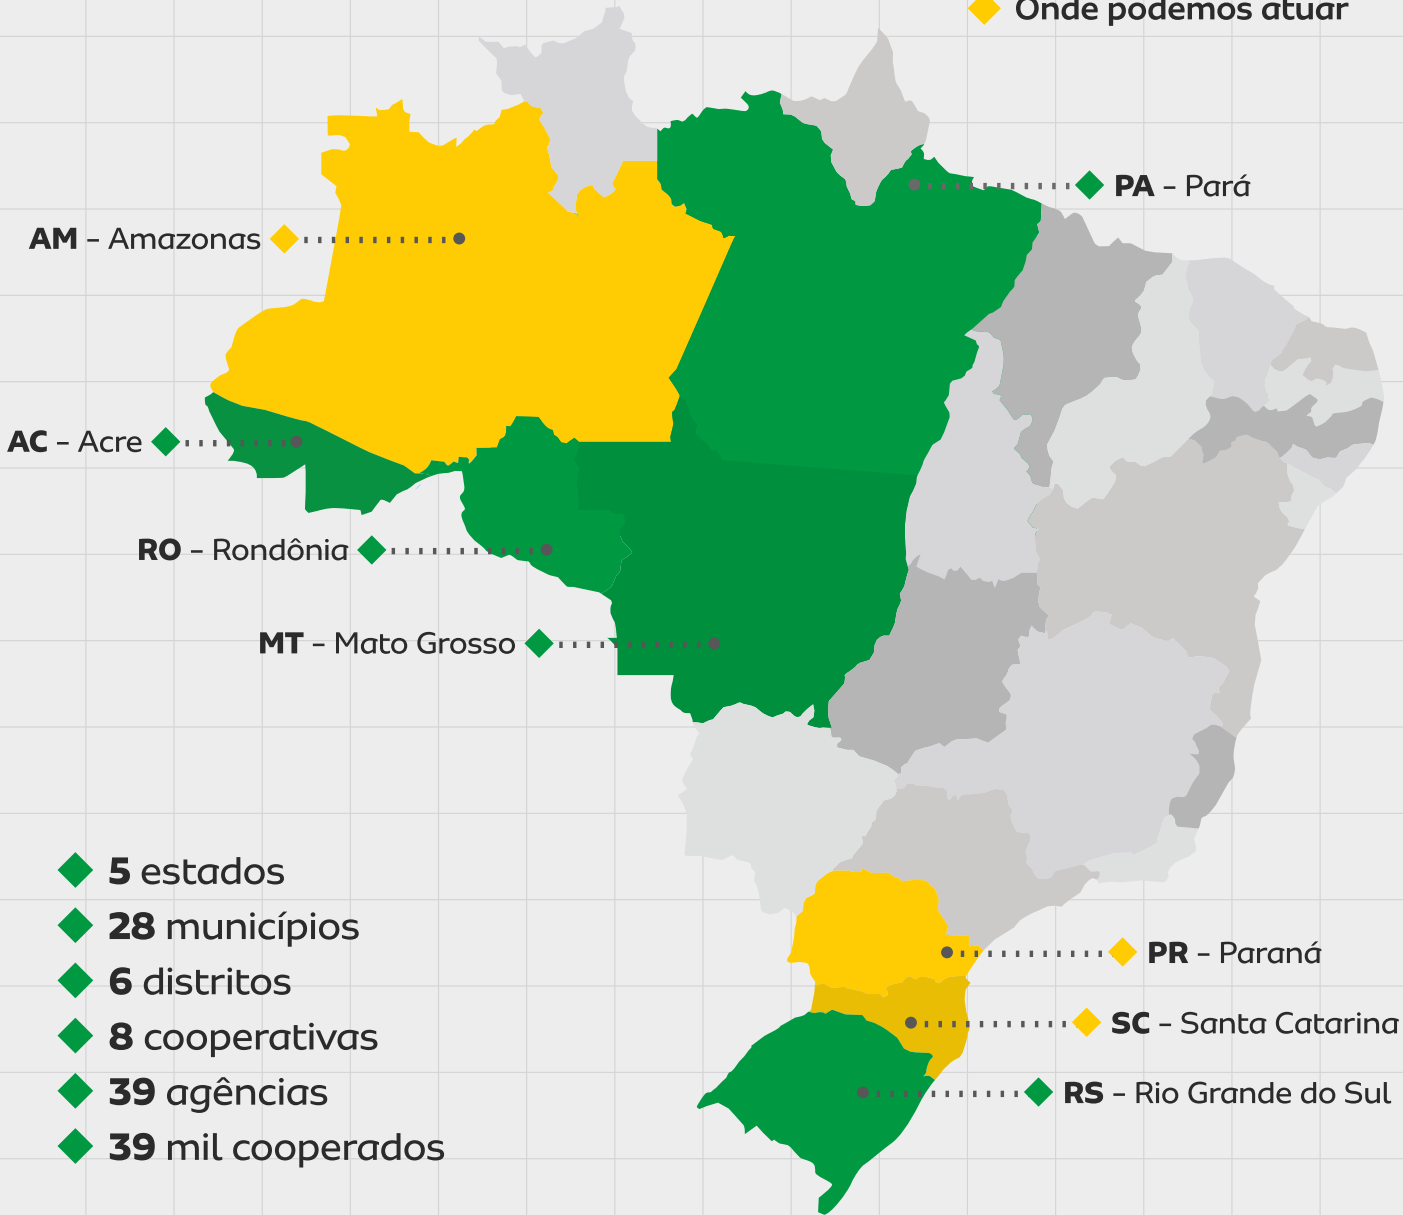 Onde podemos atuar
PA – Pará
AM – Amazonas
AC – Acre
RO – Rondônia
MT – Mato Grosso
5 estados
28 municípios
6 distritos
8 cooperativas
39 agências
39 mil cooperados
PR – Paraná
SC – Santa Catarina
RS – Rio Grande do Sul